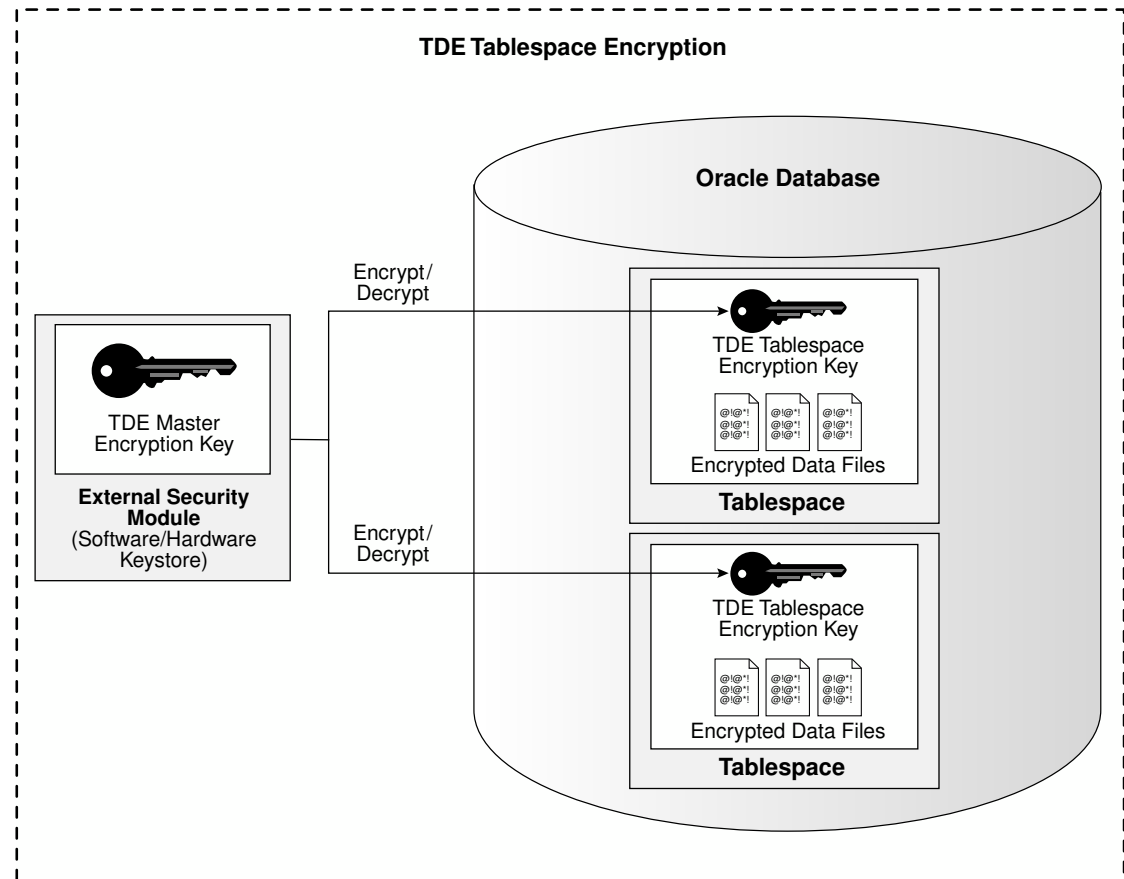 TDE Tablespace Encryption
Oracle Database
Encrypt/
Decrypt
TDE Master
Encryption Key
External Security
Module
(Software/Hardware
Keystore)
TDE Tablespace
Encryption Key
@!@*! @!@*! @!@*!
@!@*! @!@*! @!@*!
@!@*! @!@*! @!@*!
Encrypted Data Files
Tablespace
Encrypt/
Decrypt
TDE Tablespace
Encryption Key
@!@*! @!@*! @!@*!
@!@*! @!@*! @!@*!
@!@*! @!@*! @!@*!
Encrypted Data Files
Tablespace